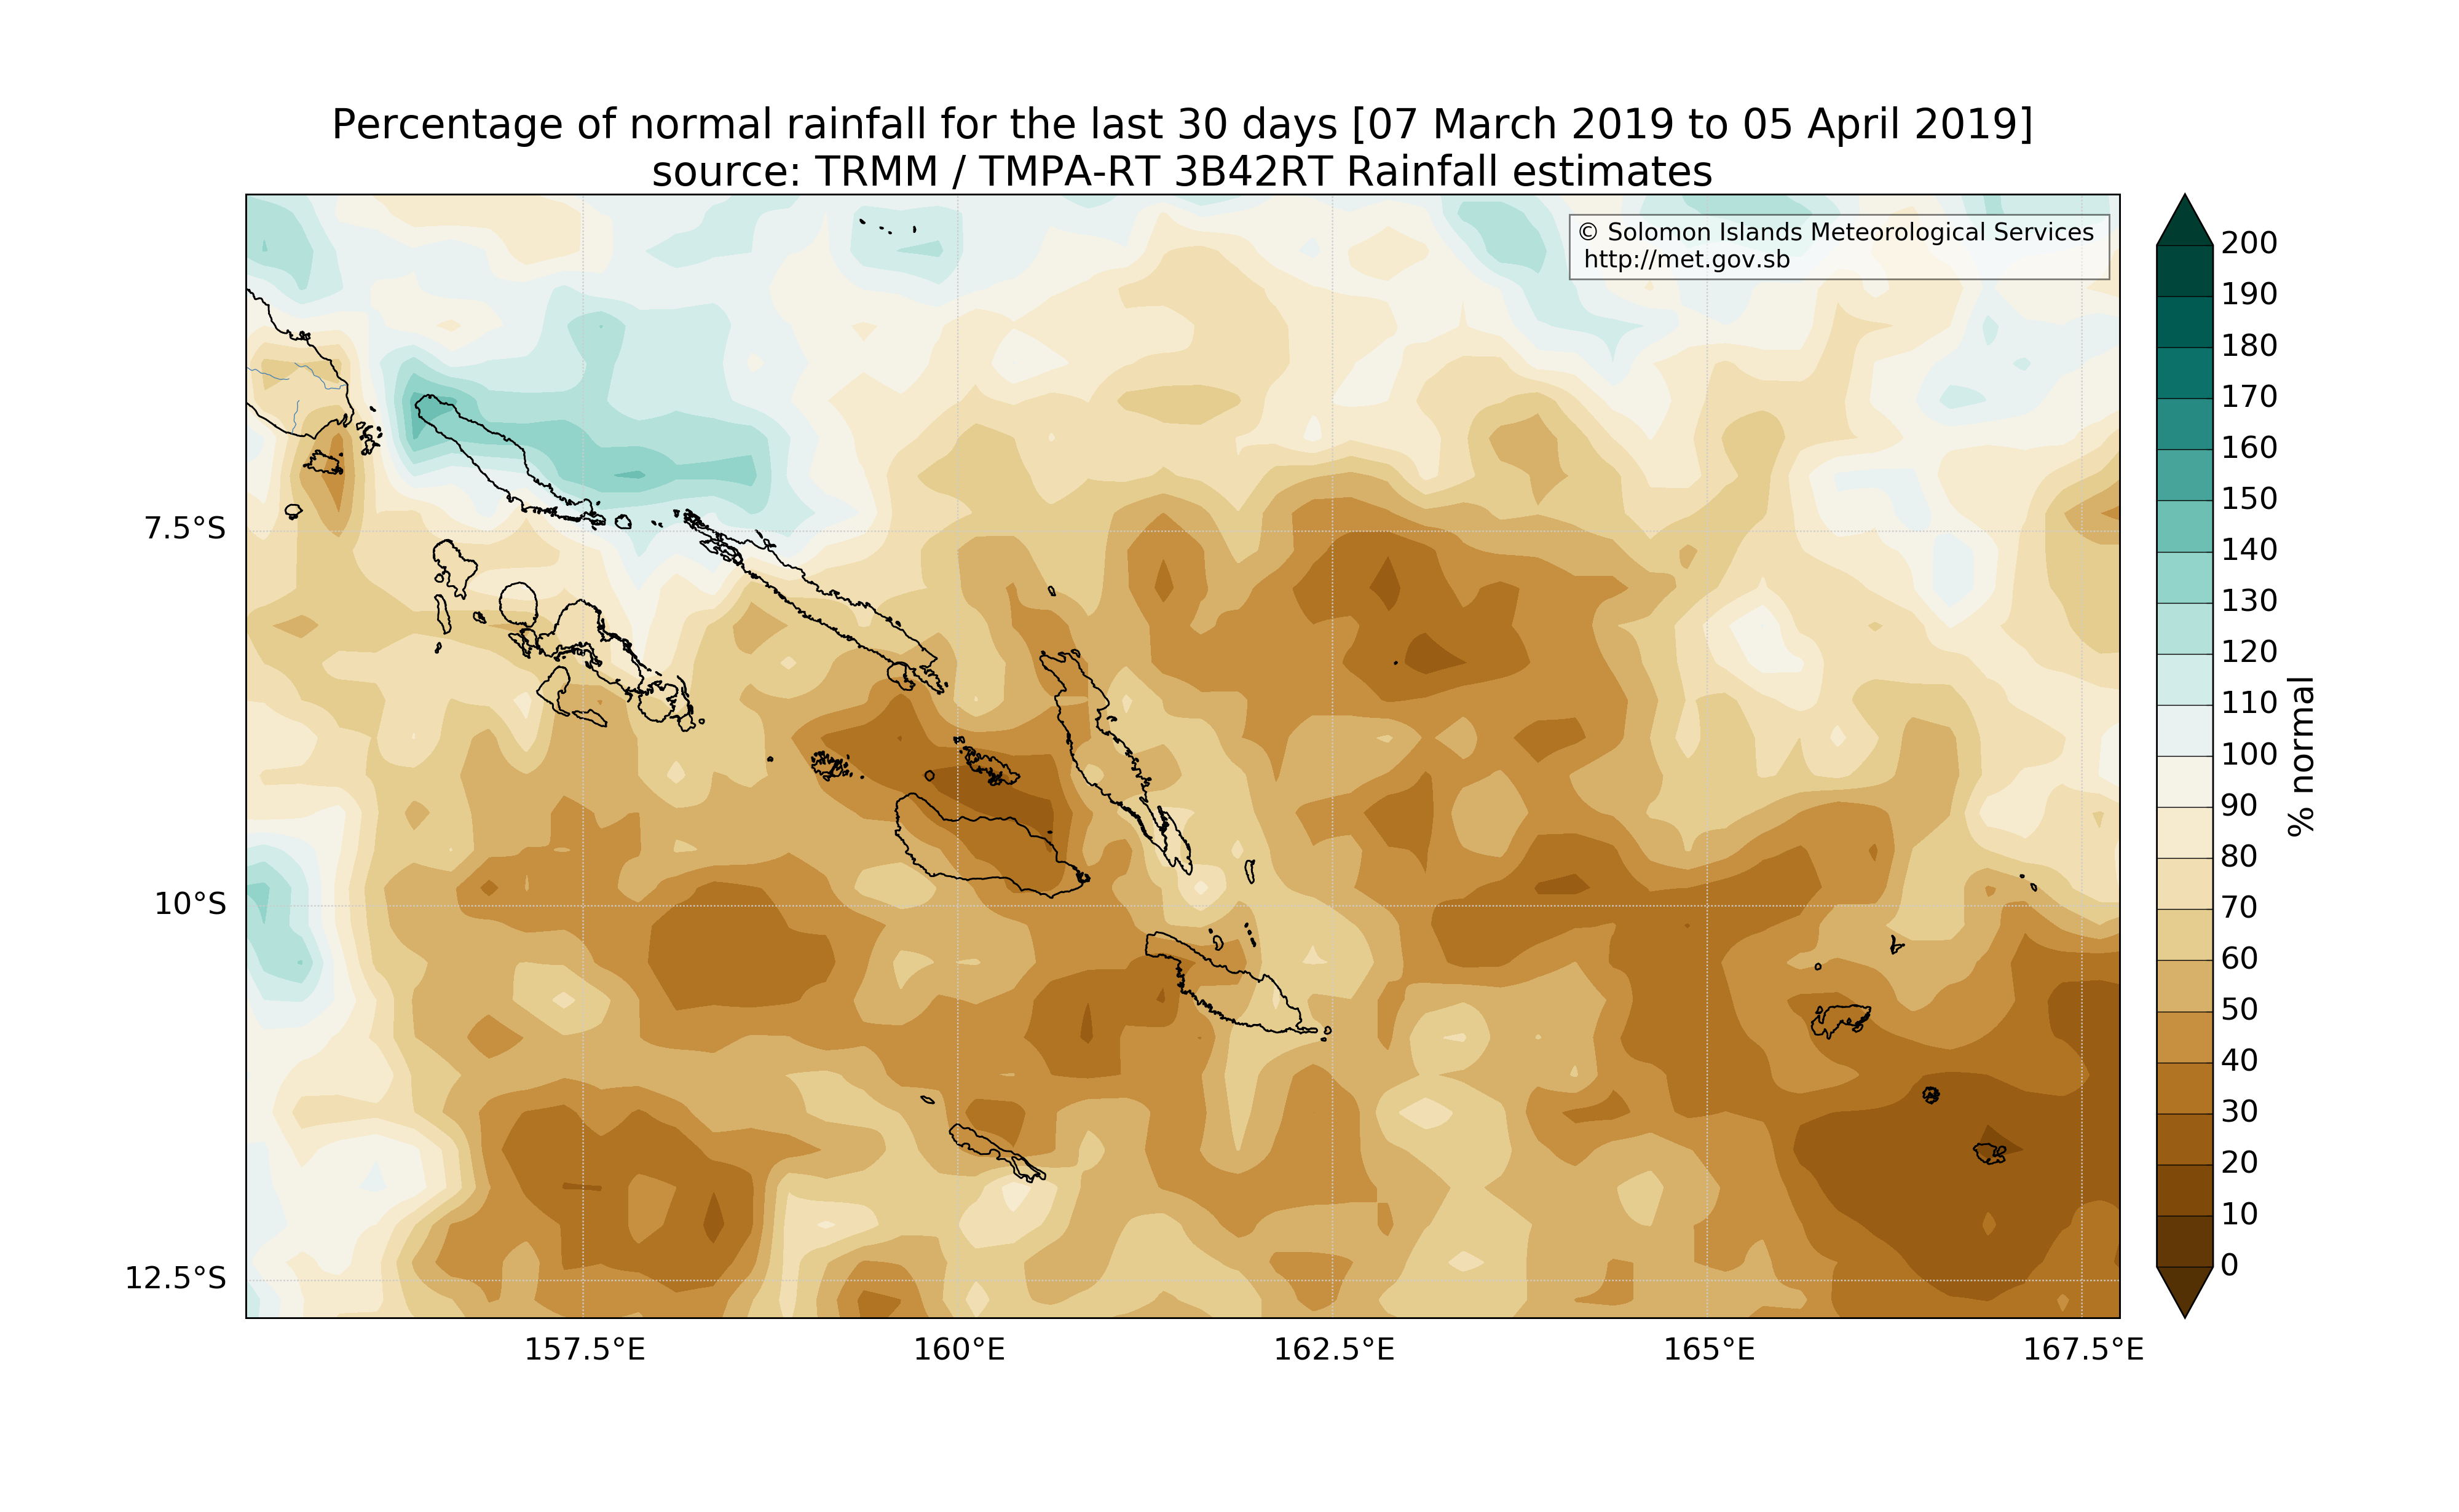 Percentage of normal rainfall for the last 30 days [07 March 2019 to 05 April 2019]
source: TRMM / TMPA-RT 3B42RT Rainfall estimates
© Solomon Islands Meteorological Services
http://met.gov.sb
7.5°S
10°S
12.5°S
157.5°E
160°E
162.5°E
165°E
167.5°E
200
190
180
170
160
150
140
130
120
110
100
90
80
70
60
50
40
30
20
10
0
% normal